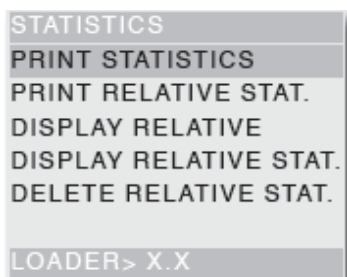 STATISTICS
PRINT STATISTICS
PRINT RELATIVE STAT.
DISPLAY RELATIVE
DISPLAY RELATIVE STAT.
DELETE RELATIVE STAT.
LOADER> X.X